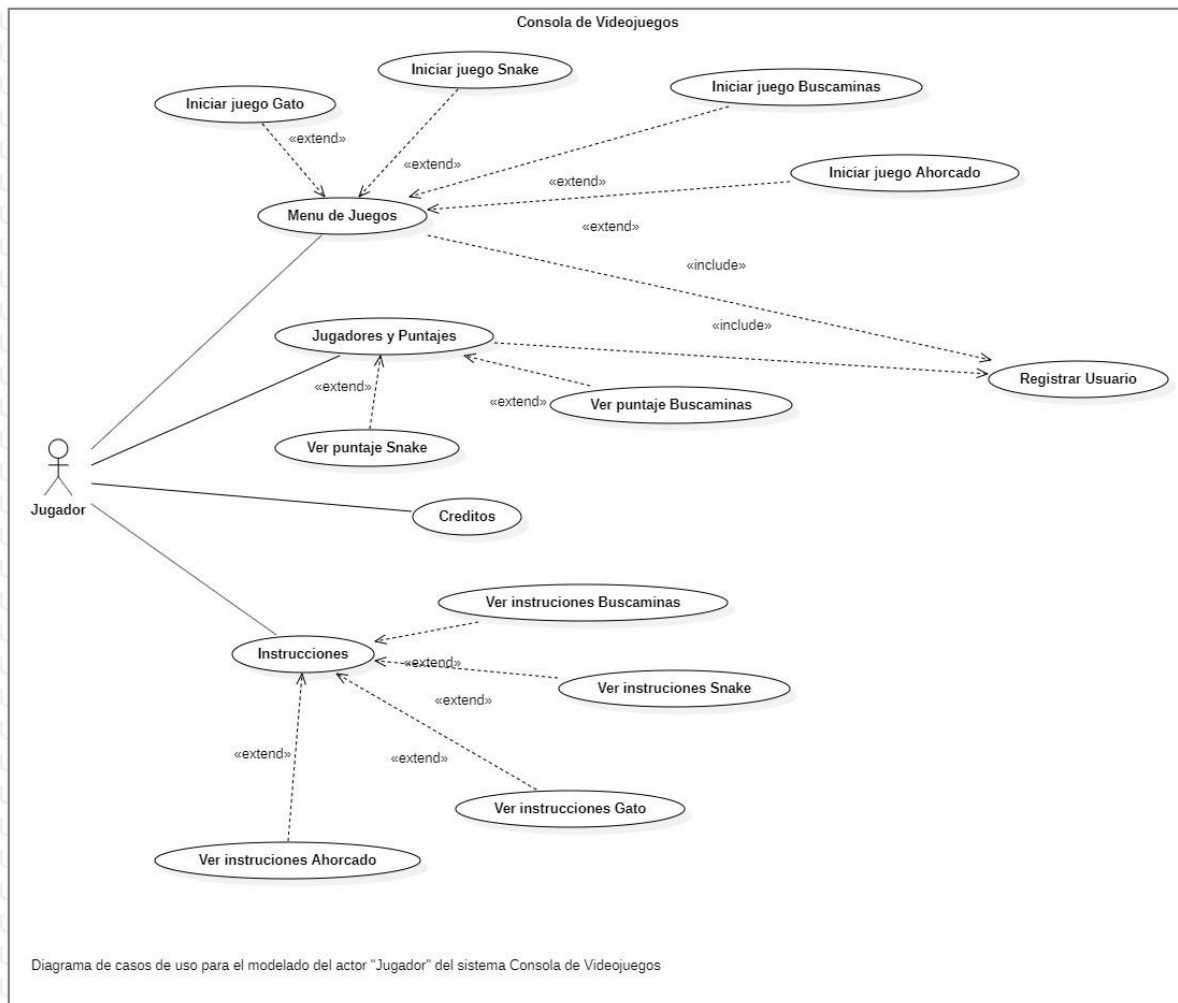 Consola de Videojuegos
Iniciar juego Snake
Iniciar juego Buscaminas
Iniciar juego Gato
«extend»
«extend»
Iniciar juego Ahorcado
«extend»
Menu de Juegos
«extend»
«include»
«include»
Jugadores y Puntajes
Registrar Usuario
«extend»
«extend»
Ver puntaje Buscaminas
Ver puntaje Snake
Jugador
Creditos
Ver instruciones Buscaminas
Instrucciones
«extend»
Ver instruciones Snake
«extend»
«extend»
«extend»
Ver instrucciones Gato
Ver instruciones Ahorcado
Diagrama de casos de uso para el modelado del actor "Jugador" del sistema Consola de Videojuegos